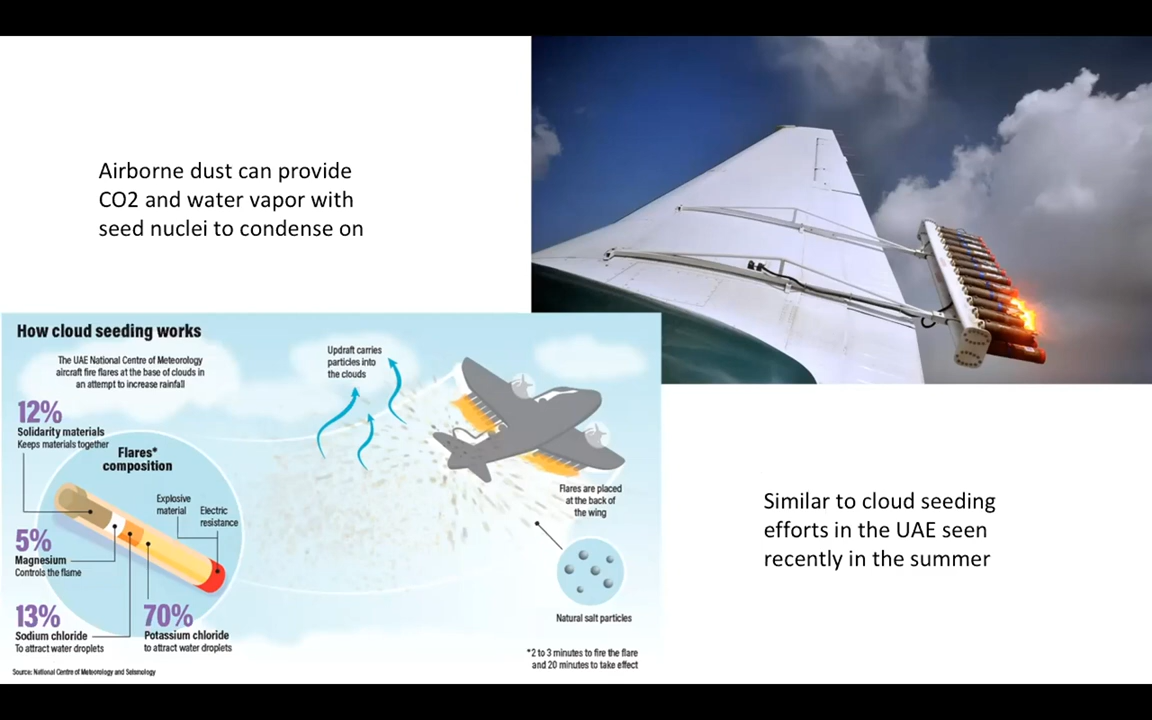 Airborne dust can provide
CO2 and water vapor with
seed nuclei to condense on
How cloud seeding works
The UAE National Centre of Meteorology
aircraft fire flares at the base of clouds in
an attempt to increase rainfall
Updraft carries
particles into
the clouds
12%
Solidarity materials
Keeps materials together
Flares*
composition
Explosive
material
Electric
resistance
5%
Magnesium
Controls the flame
13%
Sodium chloride
To attract water droplets
70%
Potassium chloride
to attract water droplets
Flares are placed
at the back of
the wing
Natural salt particles
*2 to 3 minutes to fire the flare
and 20 minutes to take effect
Source: National Centre of Meteorology and Seismology
Similar to cloud seeding
efforts in the UAE seen
recently in the summer